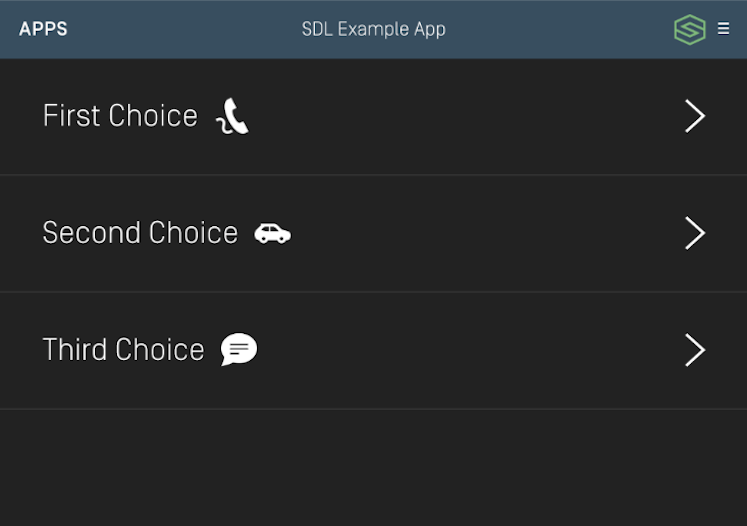 APPS SDL Example App
First Choice
Second Choice
Third Choice